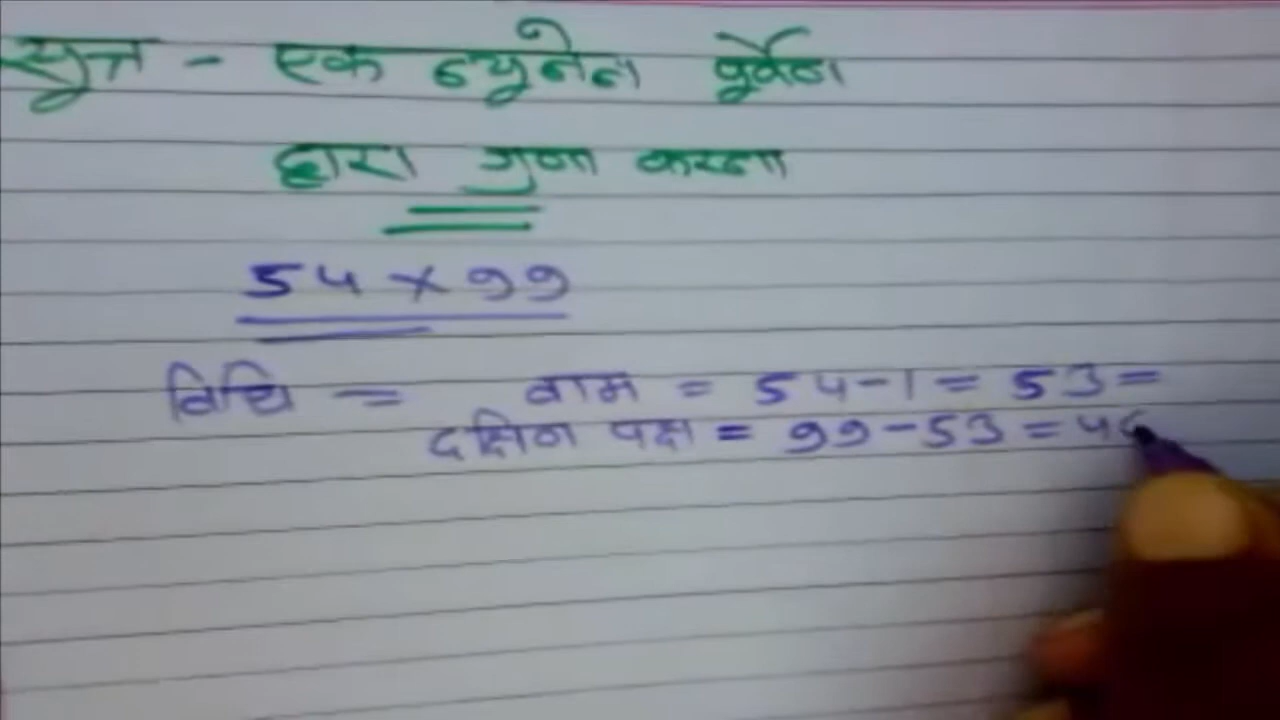 सूत्र - एक न्यूनेन पूर्वेण
द्वारा गुणा करना
54 × 99
विधि = वाम = 54-1 = 53 =
दक्षिण पक्ष = 99-53 = 46